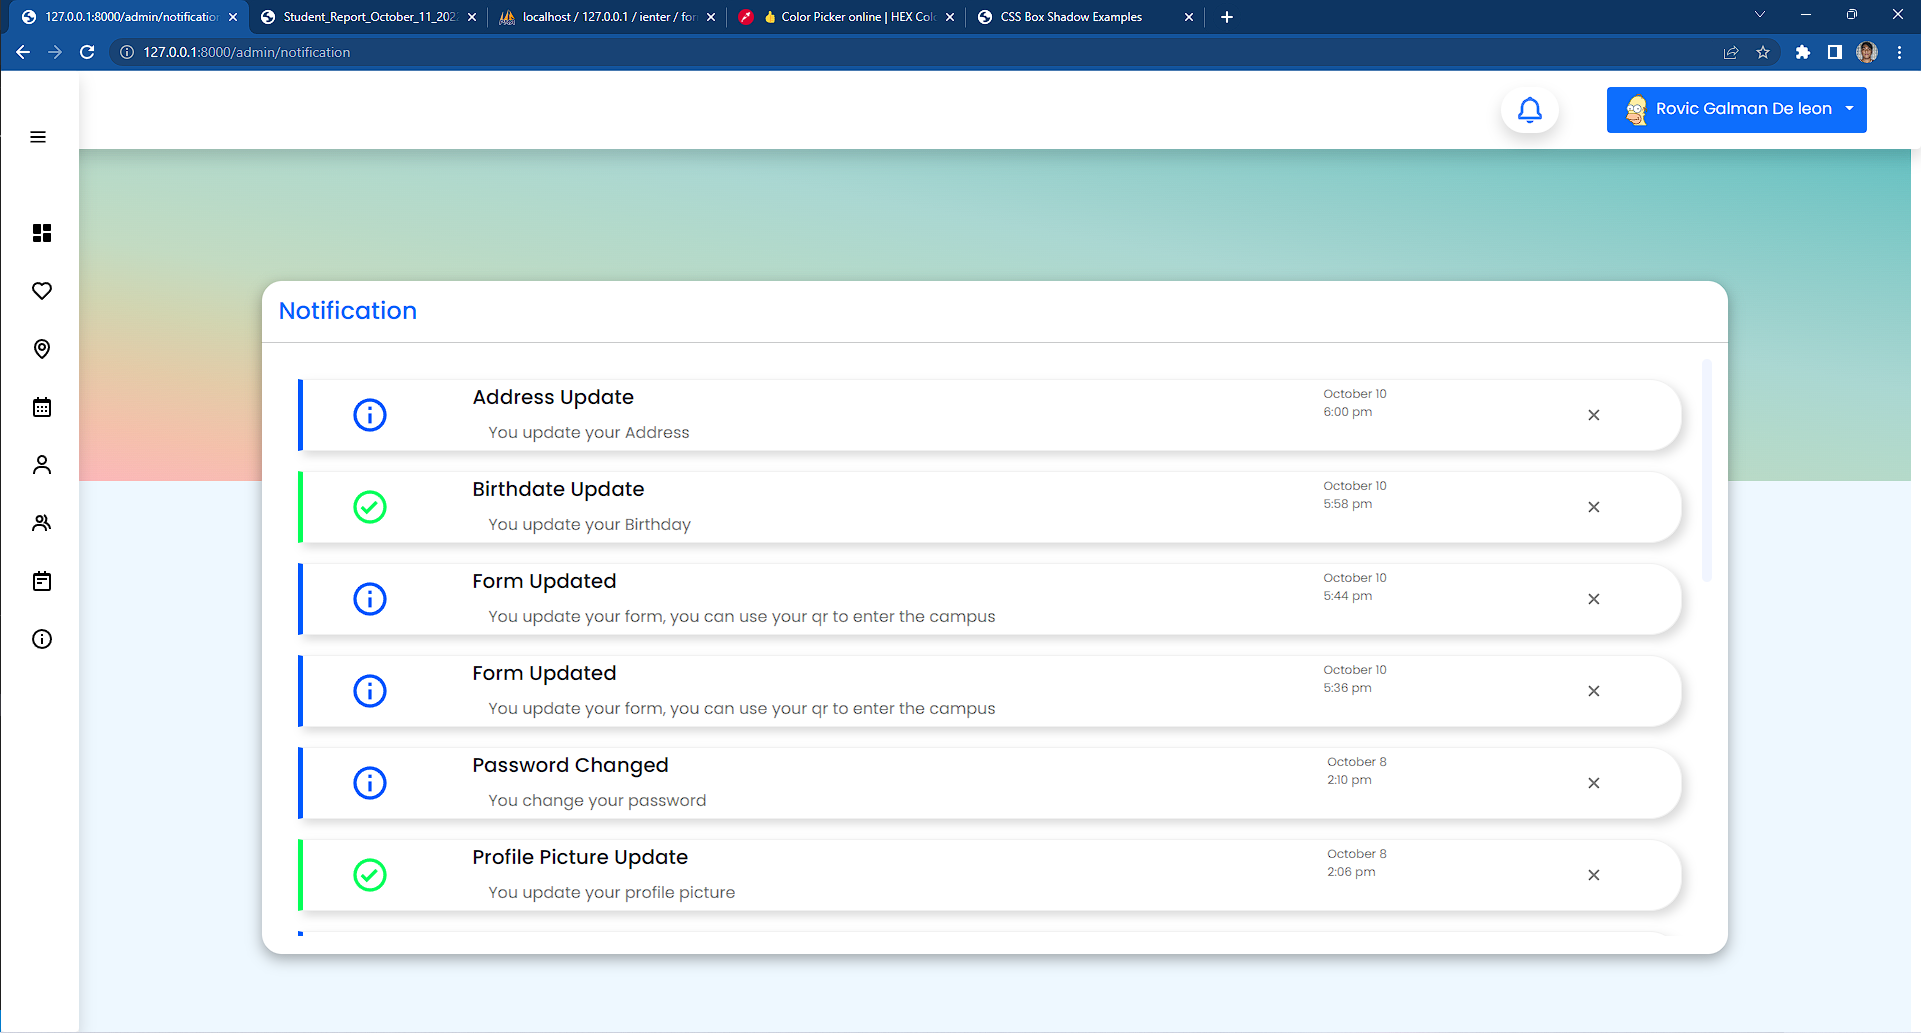 127.0.0.1:8000/admin/notification
Student_Report_October_11_202
localhost / 127.0.0.1 / ienter / for
Color Picker online | HEX Col
CSS Box Shadow Examples
127.0.0.1:8000/admin/notification
Rovic Galman De leon
Notification
Address Update
You update your Address
October 10
6:00 pm
Birthdate Update
You update your Birthday
October 10
5:58 pm
Form Updated
You update your form, you can use your qr to enter the campus
October 10
5:44 pm
Form Updated
You update your form, you can use your qr to enter the campus
October 10
5:36 pm
Password Changed
You change your password
October 8
2:10 pm
Profile Picture Update
You update your profile picture
October 8
2:06 pm